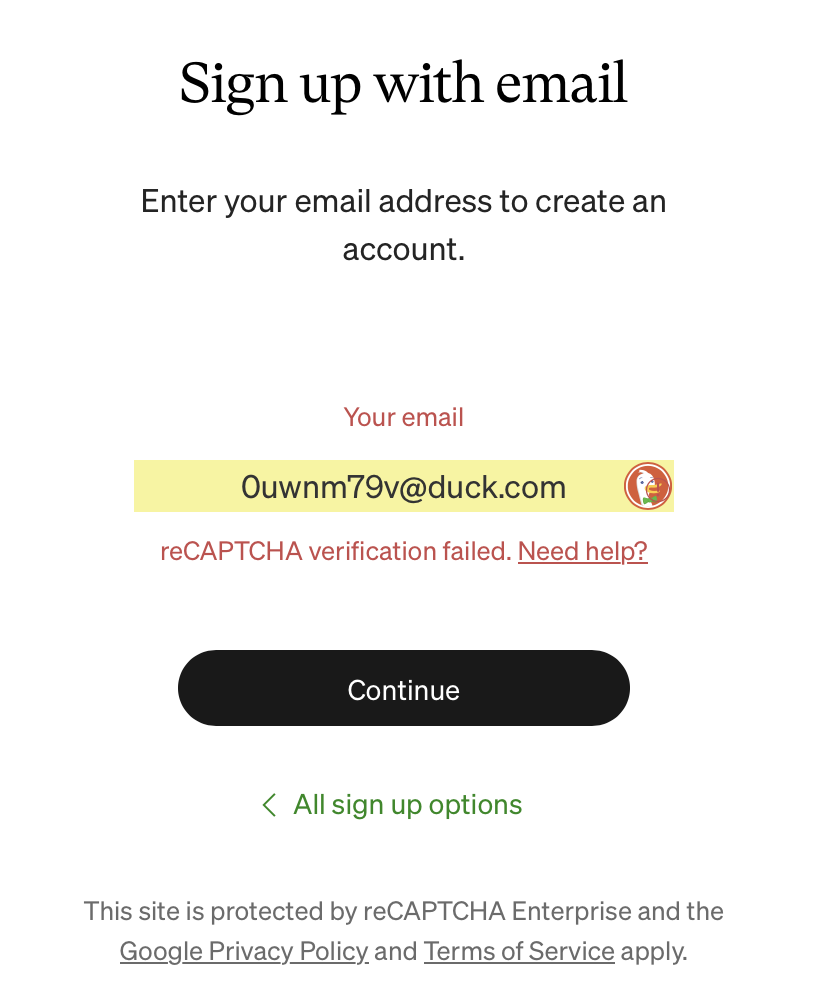 Sign up with email
Enter your email address to create an
account.
Your email
0uwnm79v@duck.com
reCAPTCHA verification failed. Need help?
Continue
All sign up options
This site is protected by reCAPTCHA Enterprise and the
Google Privacy Policy and Terms of Service apply.